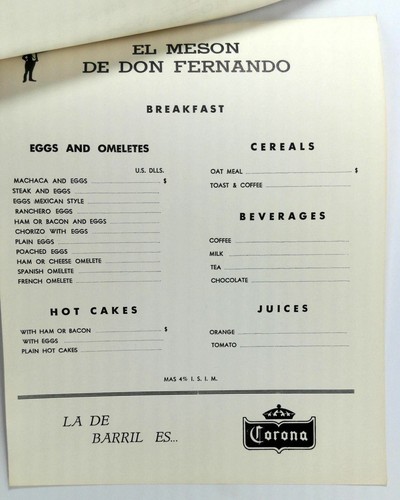 EL MESON
DE DON FERNANDO
BREAKFAST
EGGS AND OMELETES
U.S. DLLS.
MACHACA AND EGGS $
STEAK AND EGGS
EGGS MEXICAN STYLE
RANCHERO EGGS
HAM OR BACON AND EGGS
CHORIZO WITH EGGS
PLAIN EGGS
POACHED EGGS
HAM OR CHEESE OMELETE
SPANISH OMELETE
FRENCH OMELETE
HOT CAKES
WITH HAM OR BACON $
WITH EGGS
PLAIN HOT CAKES
CEREALS
OAT MEAL $
TOAST & COFFEE
BEVERAGES
COFFEE
MILK
TEA
CHOCOLATE
JUICES
ORANGE
TOMATO
MAS 4% I. S. I. M.
LA DE
BARRIL ES...
Corona